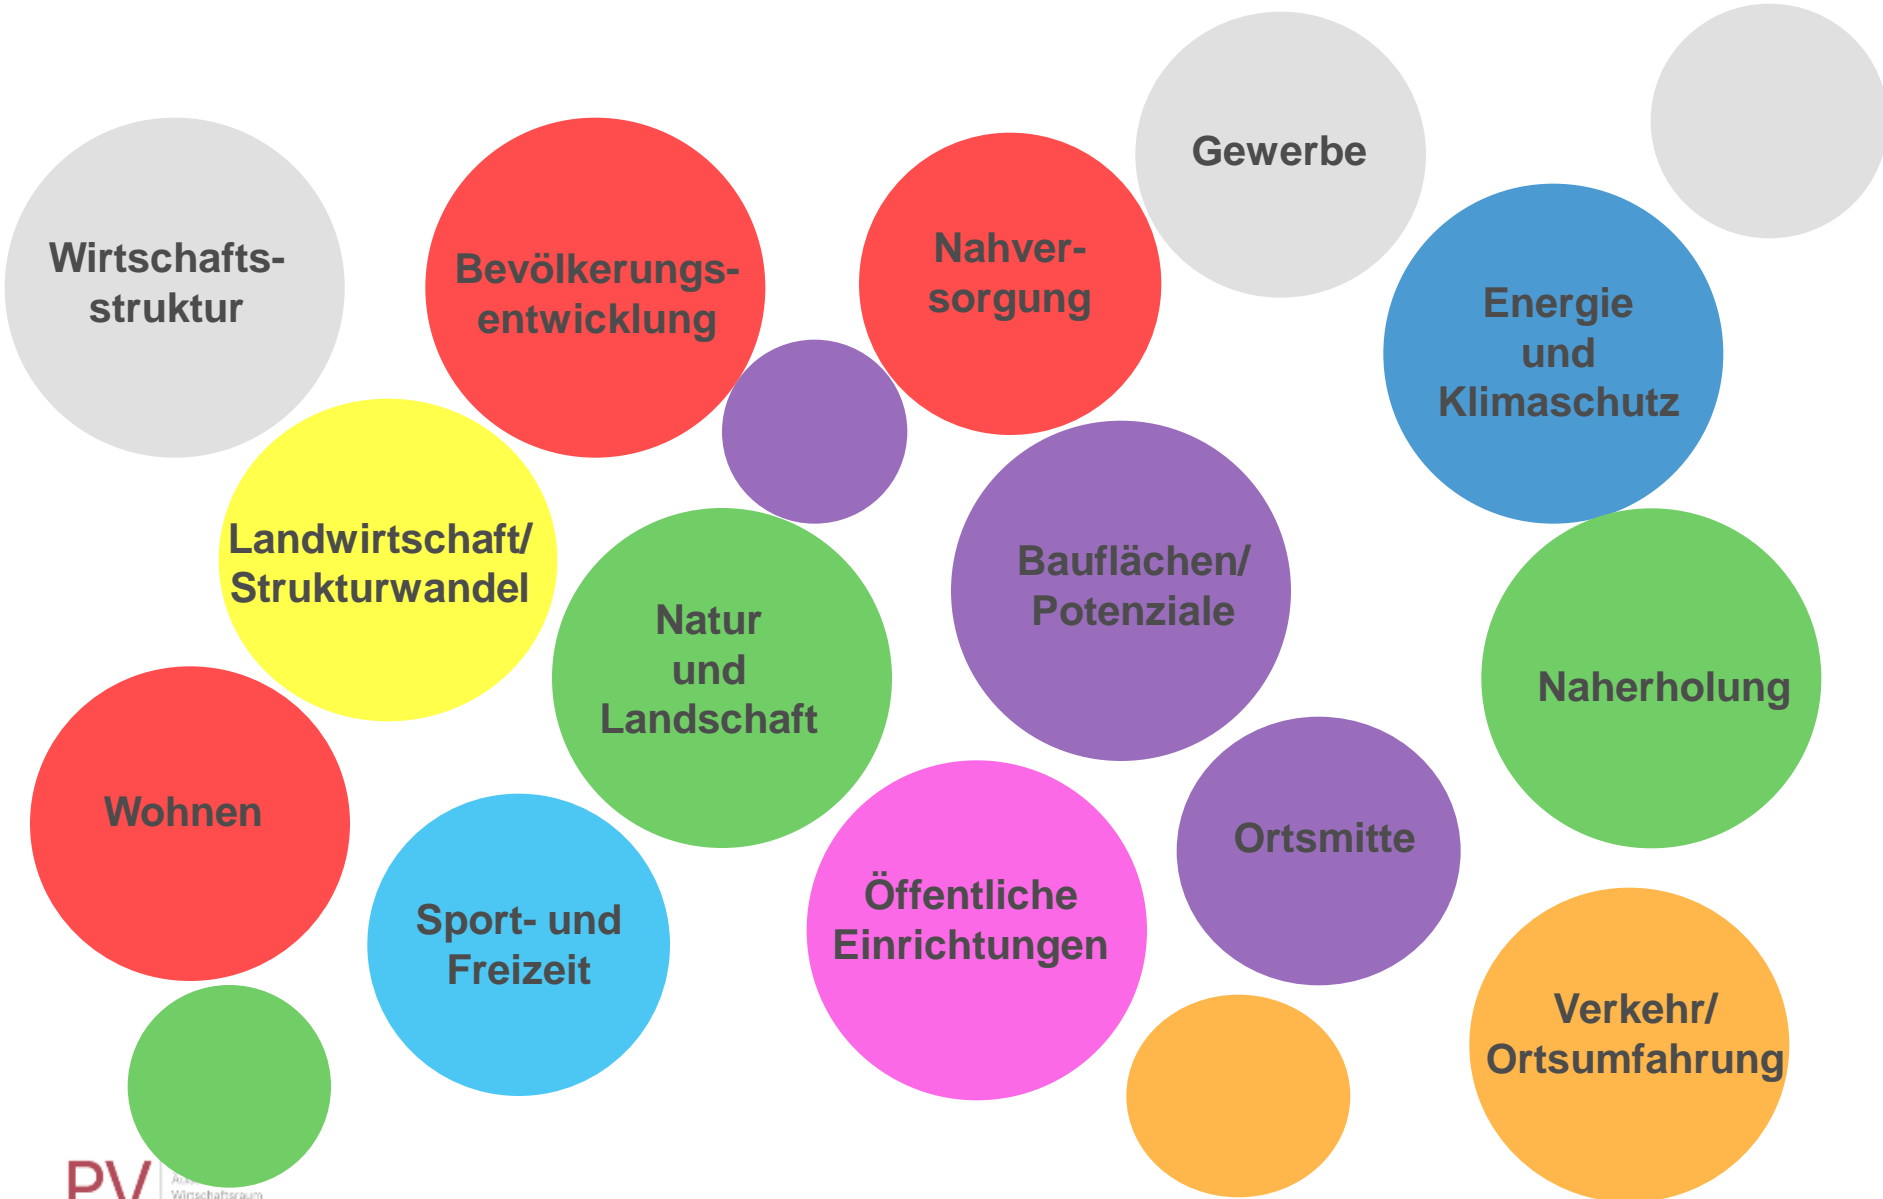 Gewerbe
Wirtschafts-
struktur
Bevölkerungs-
entwicklung
Nahver-
sorgung
Energie
und
Klimaschutz
Landwirtschaft/
Strukturwandel
Natur
und
Landschaft
Bauflächen/
Potenziale
Naherholung
Wohnen
Sport- und
Freizeit
Öffentliche
Einrichtungen
Ortsmitte
Verkehr/
Ortsumfahrung
PV
Wirtschaftsraum